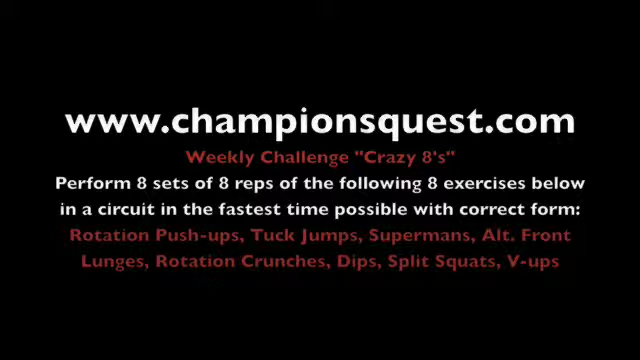 www.championsquest.com
Weekly Challenge "Crazy 8's"
Perform 8 sets of 8 reps of the following 8 exercises below
in a circuit in the fastest time possible with correct form:
Rotation Push-ups, Tuck Jumps, Supermans, Alt. Front
Lunges, Rotation Crunches, Dips, Split Squats, V-ups